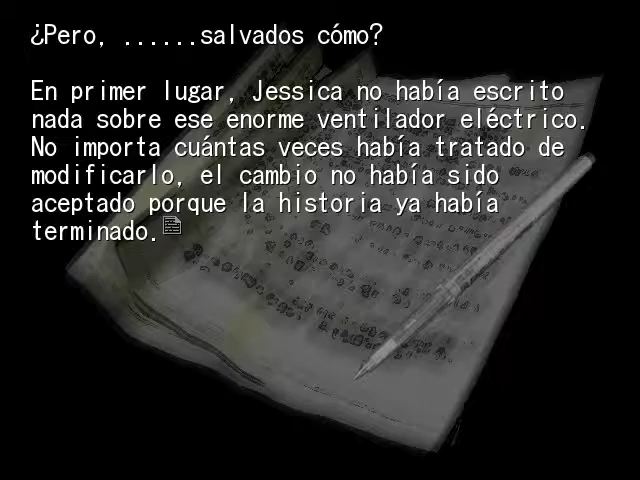 ¿Pero, ......salvados cómo?
En primer lugar, Jessica no había escrito
nada sobre ese enorme ventilador eléctrico.
No importa cuántas veces había tratado de
modificarlo, el cambio no había sido
aceptado porque la historia ya había
terminado.